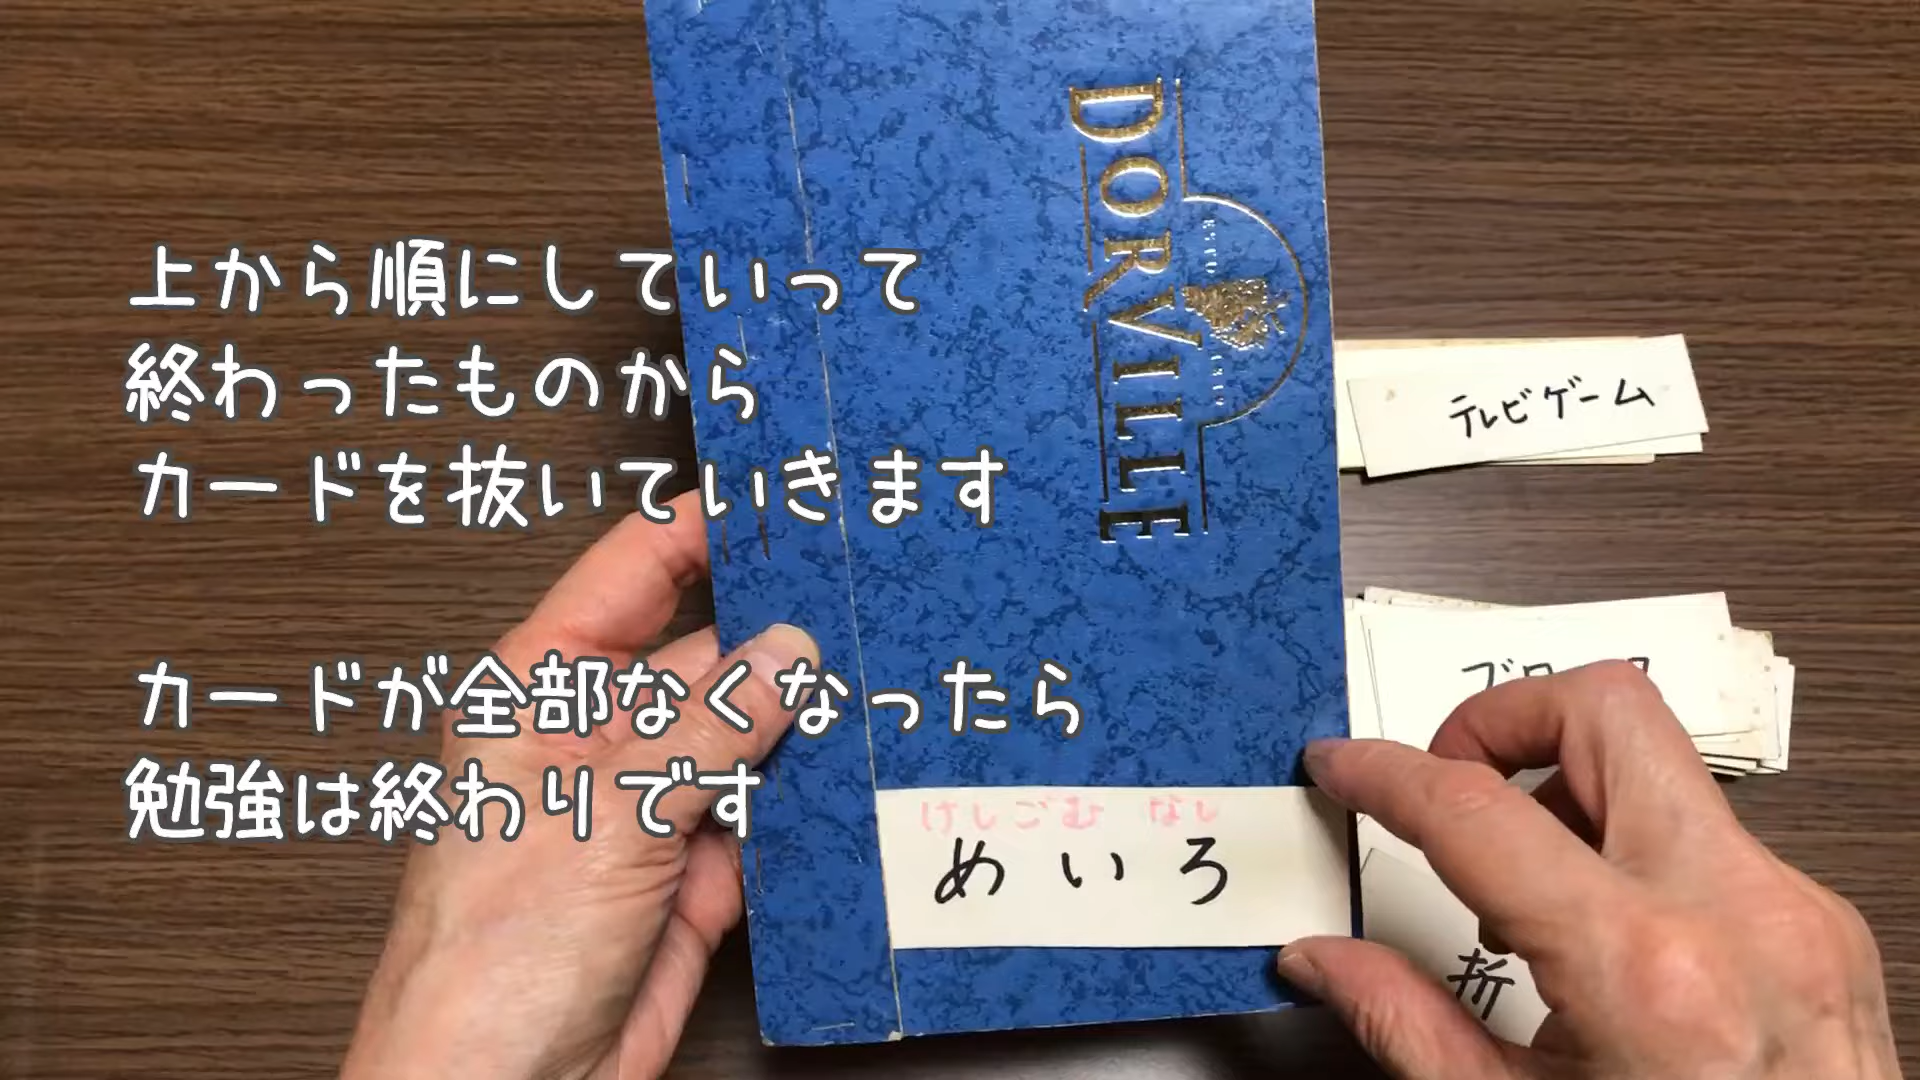 上から順にしていって
終わったものから
カードを抜いていきます
カードが全部なくなったら
勉強は終わりです
DORVILLE
テレビゲーム
けしごむ なし
めいろ
折